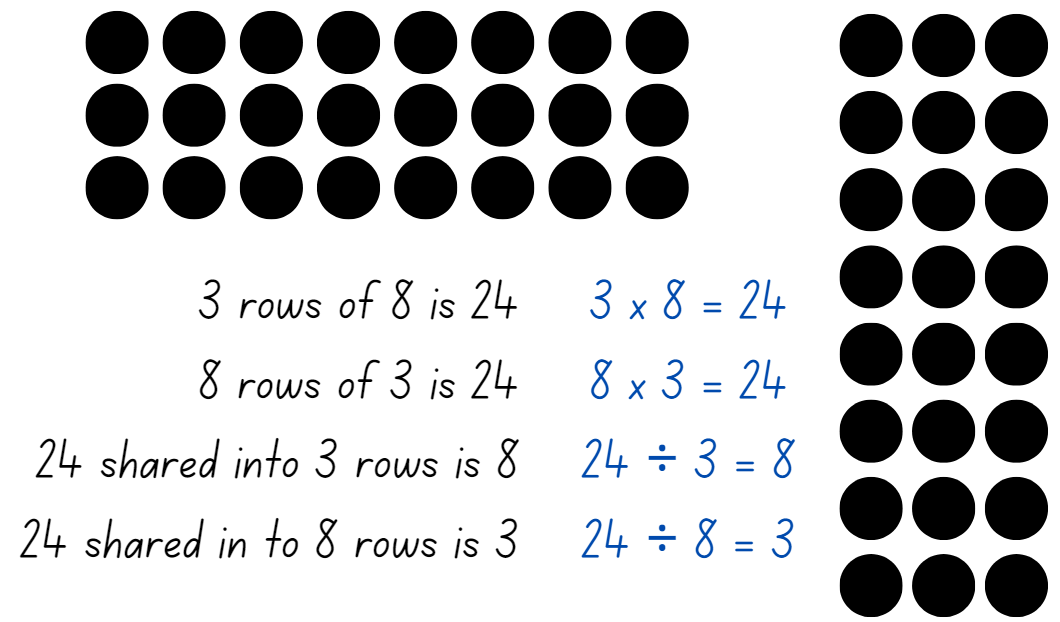 3 rows of 8 is 24 3 x 8 = 24
8 rows of 3 is 24 8 x 3 = 24
24 shared into 3 rows is 8 24 ÷ 3 = 8
24 shared in to 8 rows is 3 24 ÷ 8 = 3